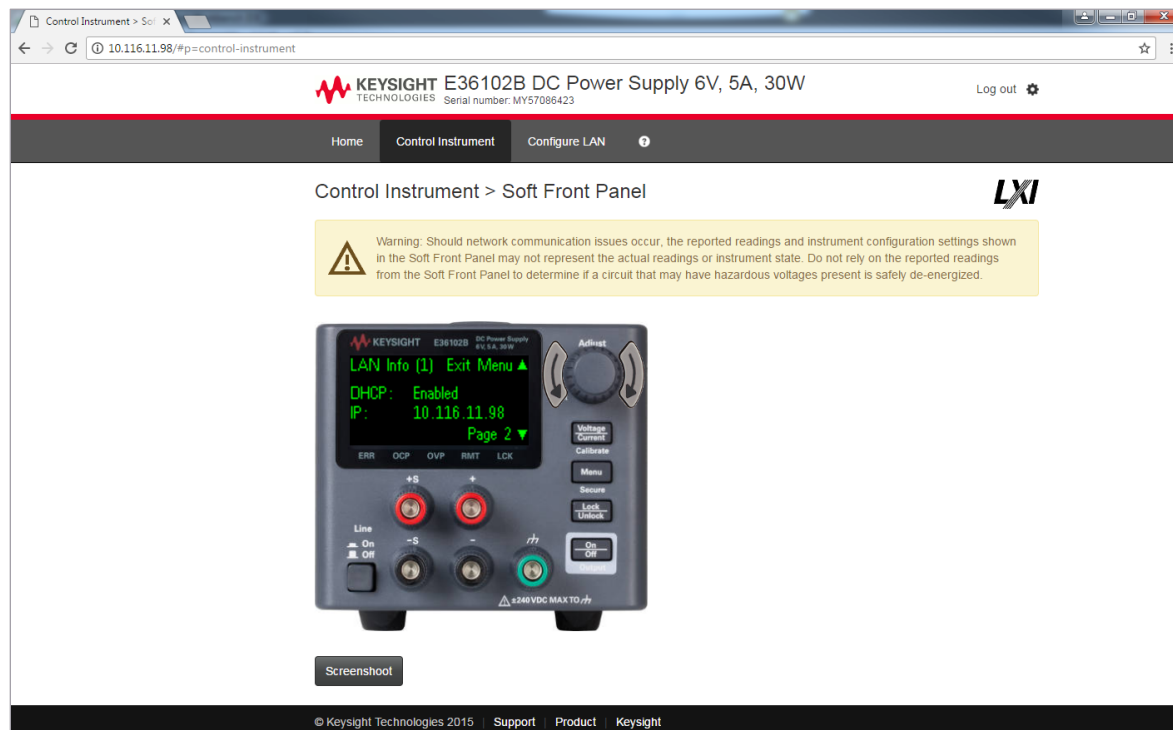 Control Instrument > So
10.116.11.98/#p=control-instrument
KEYSIGHT TECHNOLOGIES
E36102B DC Power Supply 6V, 5A, 30W
Serial number: MY57086423
Log out
Home Control Instrument Configure LAN ?
Control Instrument > Soft Front Panel
LXI
Warning: Should network communication issues occur, the reported readings and instrument configuration settings shown
in the Soft Front Panel may not represent the actual readings or instrument state. Do not rely on the reported readings
from the Soft Front Panel to determine if a circuit that may have hazardous voltages present is safely de-energized.
KEYSIGHT E36102B DC Power Supply
6V, 5A, 30W
Adjust
LAN Info (1) Exit Menu ▲
DHCP: Enabled
IP: 10.116.11.98
Page 2 ▼
ERR OCP OVP RMT LCK
Voltage
Current
Calibrate
Menu
Secure
Lock
Unlock
+S +
Line
On
Off
-S -
On
Off
Output
±240 VDC MAX TO
Screenshoot
© Keysight Technologies 2015 | Support | Product | Keysight